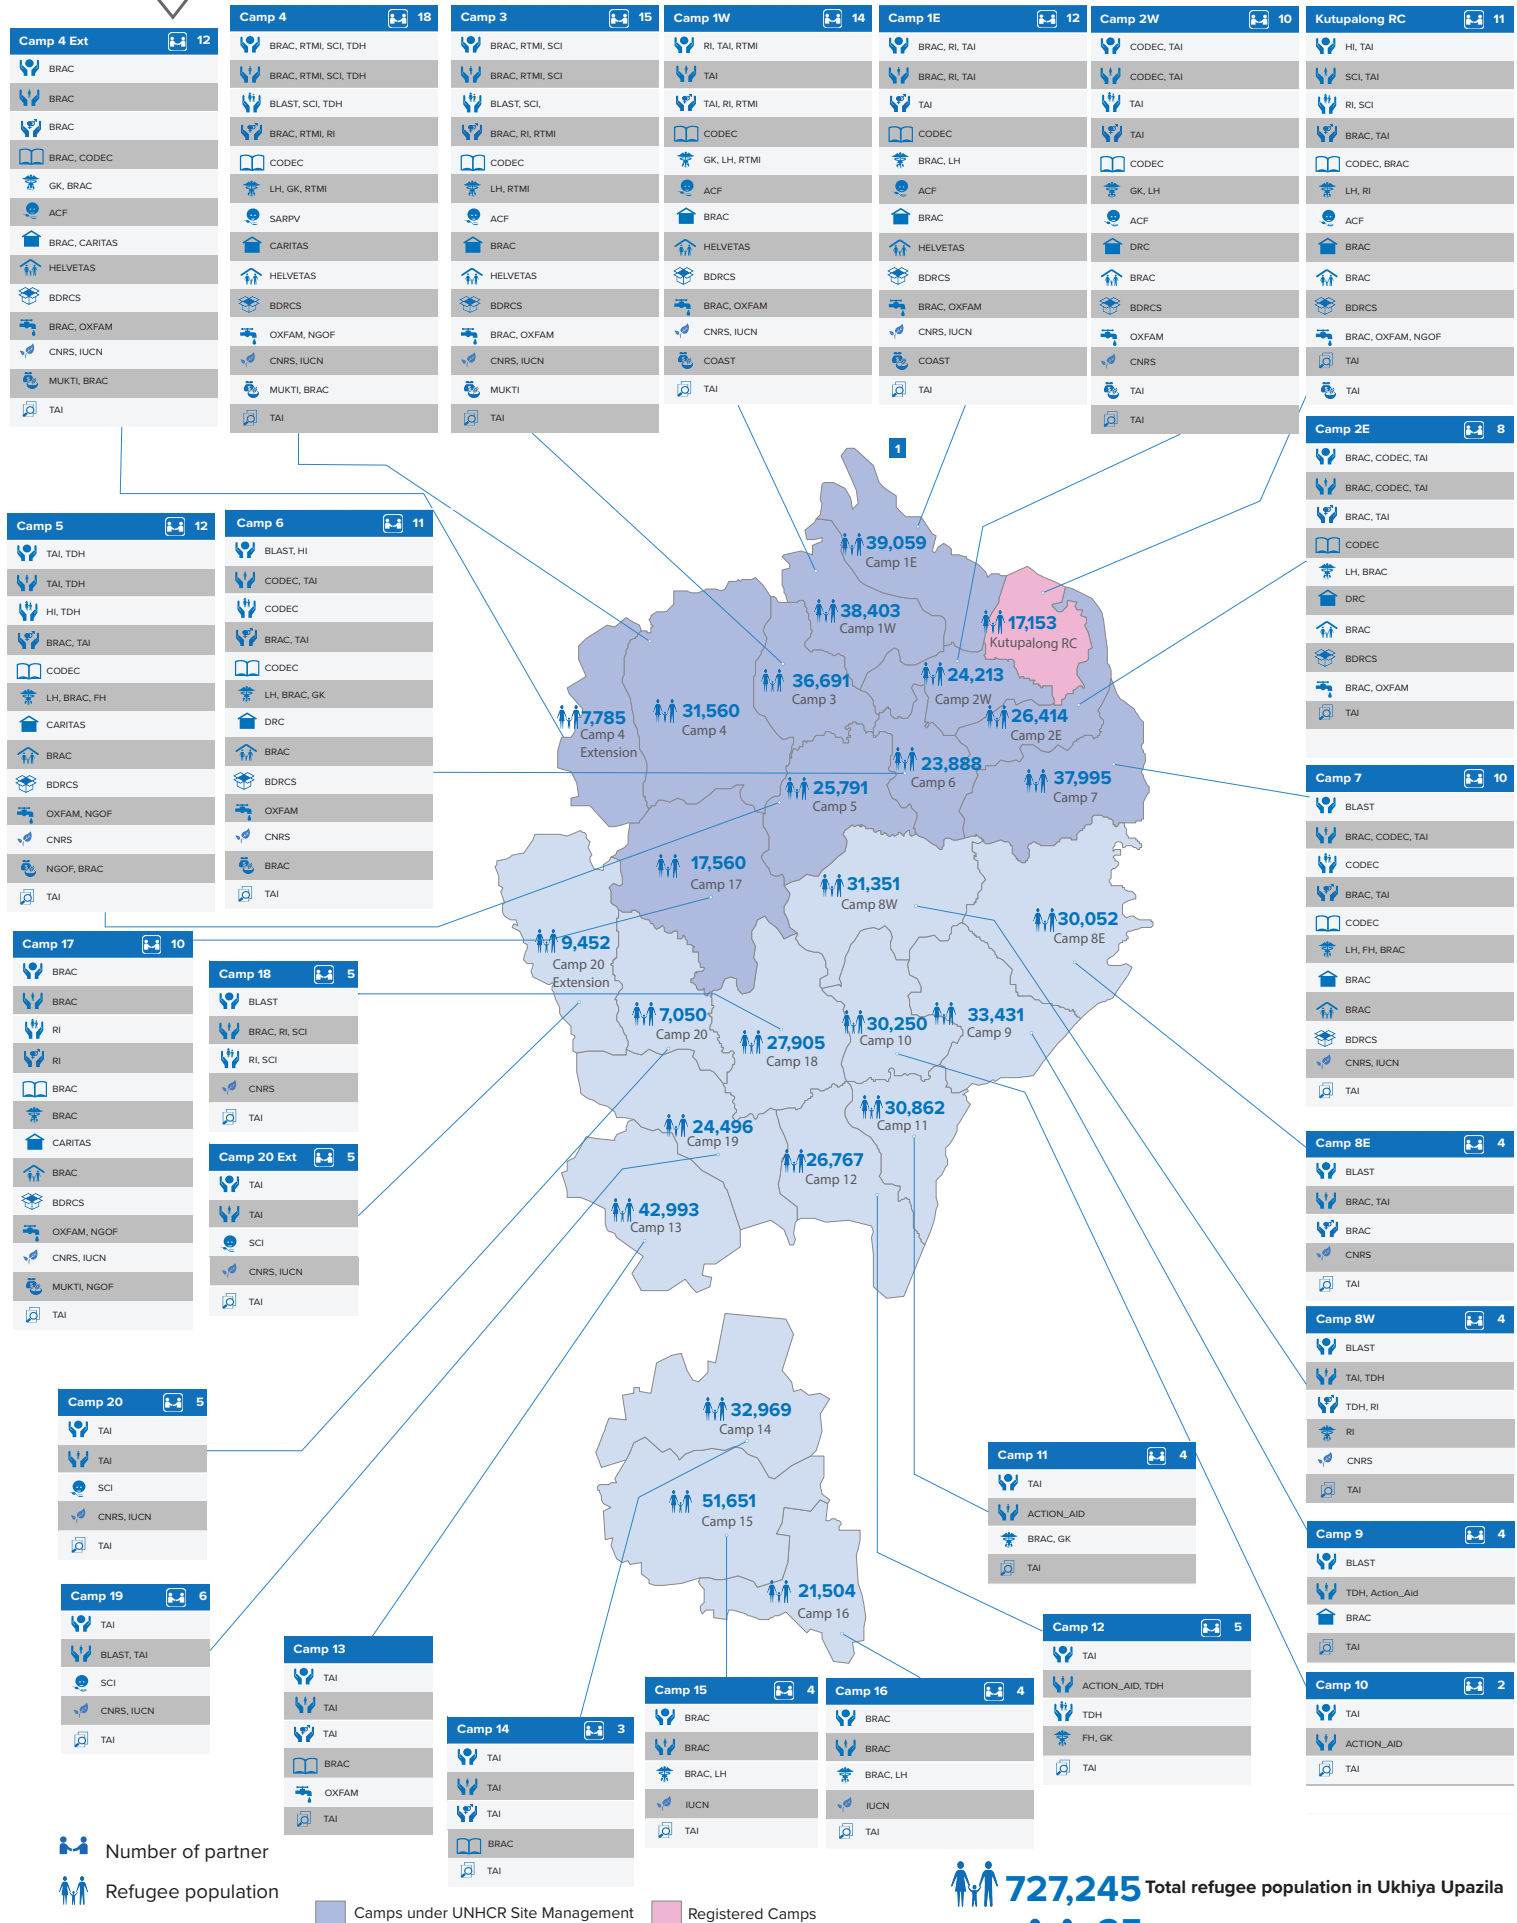 Camp 4 Ext 12
BRAC
BRAC
BRAC
BRAC, CODEC
GK, BRAC
ACF
BRAC, CARITAS
HELVETAS
BDRCS
BRAC, OXFAM
CNRS, IUCN
MUKTI, BRAC
TAI
Camp 4 18
BRAC, RTMI, SCI, TDH
BRAC, RTMI, SCI, TDH
BLAST, SCI, TDH
BRAC, RTMI, RI
CODEC
LH, GK, RTMI
SARPV
CARITAS
HELVETAS
BDRCS
OXFAM, NGOF
CNRS, IUCN
MUKTI, BRAC
TAI
Camp 3 15
BRAC, RTMI, SCI
BRAC, RTMI, SCI
BLAST, SCI,
BRAC, RI, RTMI
CODEC
LH, RTMI
ACF
BRAC
HELVETAS
BDRCS
BRAC, OXFAM
CNRS, IUCN
MUKTI
TAI
Camp 1W 14
RI, TAI, RTMI
TAI
TAI, RI, RTMI
CODEC
GK, LH, RTMI
ACF
BRAC
HELVETAS
BDRCS
BRAC, OXFAM
CNRS, IUCN
COAST
TAI
Camp 1E 12
BRAC, RI, TAI
BRAC, RI, TAI
TAI
CODEC
BRAC, LH
ACF
BRAC
HELVETAS
BDRCS
BRAC, OXFAM
CNRS, IUCN
COAST
TAI
Camp 2W 10
CODEC, TAI
CODEC, TAI
TAI
TAI
CODEC
GK, LH
ACF
DRC
BRAC
BDRCS
OXFAM
CNRS
TAI
TAI
Kutupalong RC 11
HI, TAI
SCI, TAI
RI, SCI
BRAC, TAI
CODEC, BRAC
LH, RI
ACF
BRAC
BRAC
BDRCS
BRAC, OXFAM, NGOF
TAI
TAI
Camp 2E 8
BRAC, CODEC, TAI
BRAC, CODEC, TAI
BRAC, TAI
CODEC
LH, BRAC
DRC
BRAC
BDRCS
BRAC, OXFAM
TAI
Camp 5 12
TAI, TDH
TAI, TDH
HI, TDH
BRAC, TAI
CODEC
LH, BRAC, FH
CARITAS
BRAC
BDRCS
OXFAM, NGOF
CNRS
NGOF, BRAC
TAI
Camp 6 11
BLAST, HI
CODEC, TAI
CODEC
BRAC, TAI
CODEC
LH, BRAC, GK
DRC
BRAC
BDRCS
OXFAM
CNRS
BRAC
TAI
1
39,059
Camp 1E
38,403
Camp 1W
17,153
Kutupalong RC
36,691
Camp 3
24,213
Camp 2W
7,785
Camp 4
Extension
31,560
Camp 4
26,414
Camp 2E
23,888
Camp 6
25,791
Camp 5
37,995
Camp 7
17,560
Camp 17
31,351
Camp 8W
30,052
Camp 8E
9,452
Camp 20
Extension
7,050
Camp 20
27,905
Camp 18
30,250
Camp 10
33,431
Camp 9
30,862
Camp 11
24,496
Camp 19
26,767
Camp 12
42,993
Camp 13
32,969
Camp 14
51,651
Camp 15
21,504
Camp 16
Camp 7 10
BLAST
BRAC, CODEC, TAI
CODEC
BRAC, TAI
CODEC
LH, FH, BRAC
BRAC
BRAC
BDRCS
CNRS, IUCN
TAI
Camp 17 10
BRAC
BRAC
RI
RI
BRAC
BRAC
CARITAS
BRAC
BDRCS
OXFAM, NGOF
CNRS, IUCN
MUKTI, NGOF
TAI
Camp 18 5
BLAST
BRAC, RI, SCI
RI, SCI
CNRS
TAI
Camp 20 Ext 5
TAI
TAI
SCI
CNRS, IUCN
TAI
Camp 8E 4
BLAST
BRAC, TAI
BRAC
CNRS
TAI
Camp 8W 4
BLAST
TAI, TDH
TDH, RI
RI
CNRS
TAI
Camp 20 5
TAI
TAI
SCI
CNRS, IUCN
TAI
Camp 11 4
TAI
ACTION_AID
BRAC, GK
TAI
Camp 9 4
BLAST
TDH, Action_Aid
BRAC
TAI
Camp 19 6
TAI
BLAST, TAI
SCI
CNRS, IUCN
TAI
Camp 13
TAI
TAI
TAI
BRAC
OXFAM
TAI
Camp 14 3
TAI
TAI
TAI
BRAC
TAI
Camp 15 4
BRAC
BRAC
BRAC, LH
IUCN
TAI
Camp 16 4
BRAC
BRAC
BRAC, LH
IUCN
TAI
Camp 12 5
TAI
ACTION_AID, TDH
TDH
FH, GK
TAI
Camp 10 2
TAI
ACTION_AID
TAI
Number of partner
Refugee population
Camps under UNHCR Site Management
Registered Camps
727,245 Total refugee population in Ukhiya Upazila